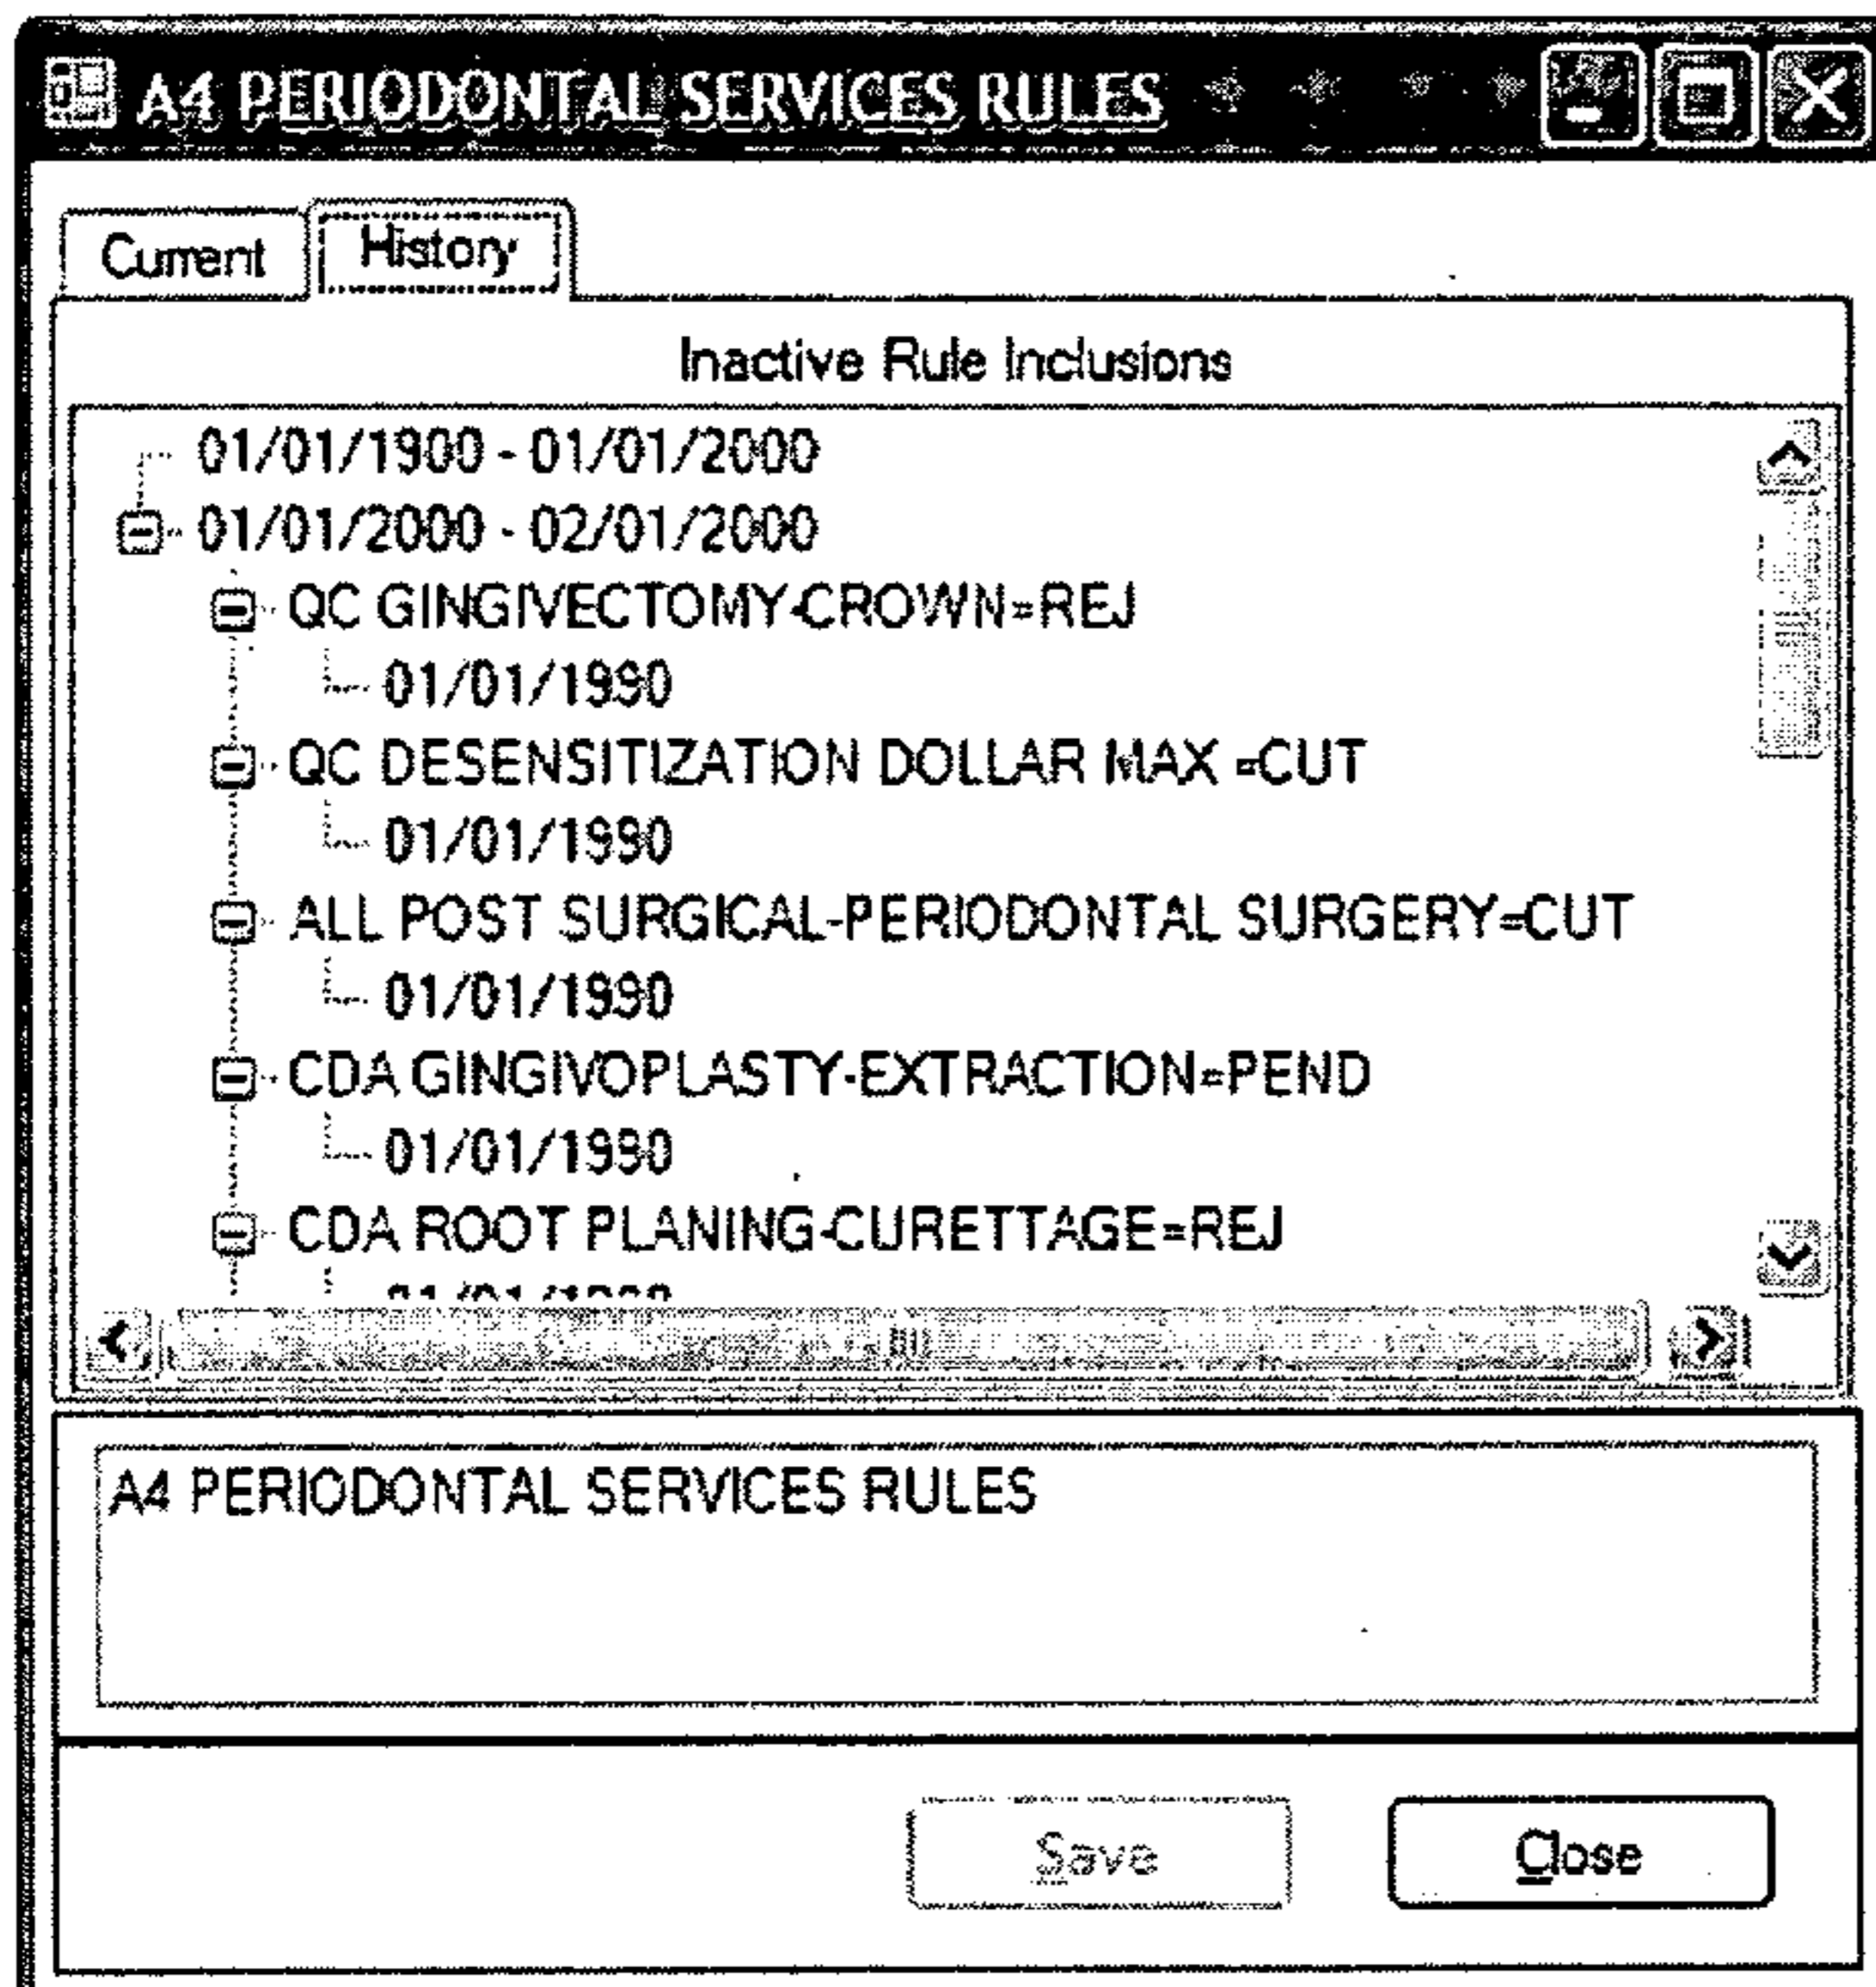 A4 PERIODONTAL SERVICES RULES
Current History
Inactive Rule Inclusions
01/01/1900 - 01/01/2000
01/01/2000 - 02/01/2000
QC GINGIVECTOMY-CROWN=REJ
01/01/1990
QC DESENSITIZATION DOLLAR MAX =CUT
01/01/1990
ALL POST SURGICAL-PERIODONTAL SURGERY=CUT
01/01/1990
CDA GINGIVOPLASTY-EXTRACTION=PEND
01/01/1990
CDA ROOT PLANING-CURETTAGE=REJ
A4 PERIODONTAL SERVICES RULES
Save Close